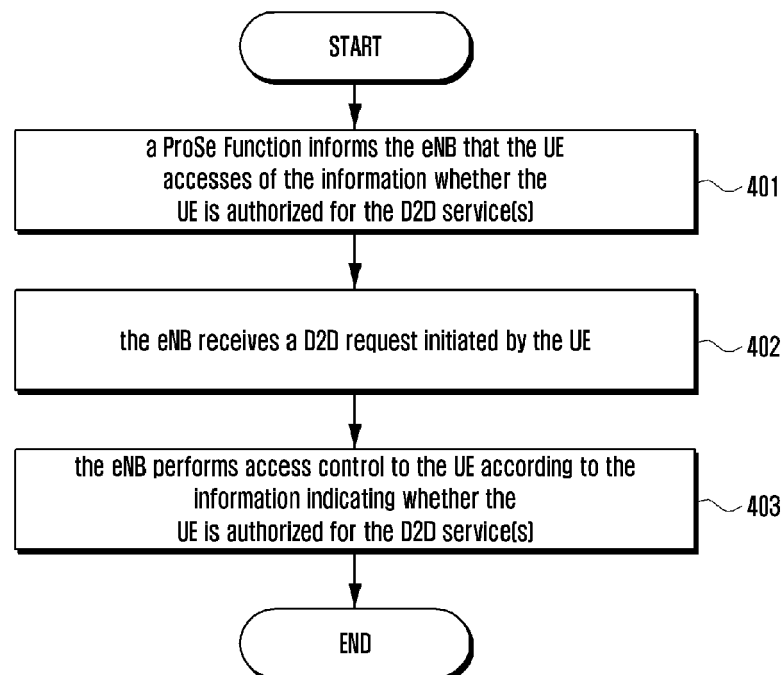 START
a ProSe Function informs the eNB that the UE
accesses of the information whether the
UE is authorized for the D2D service(s)
401
the eNB receives a D2D request initiated by the UE
402
the eNB performs access control to the UE according to the
information indicating whether the
UE is authorized for the D2D service(s)
403
END